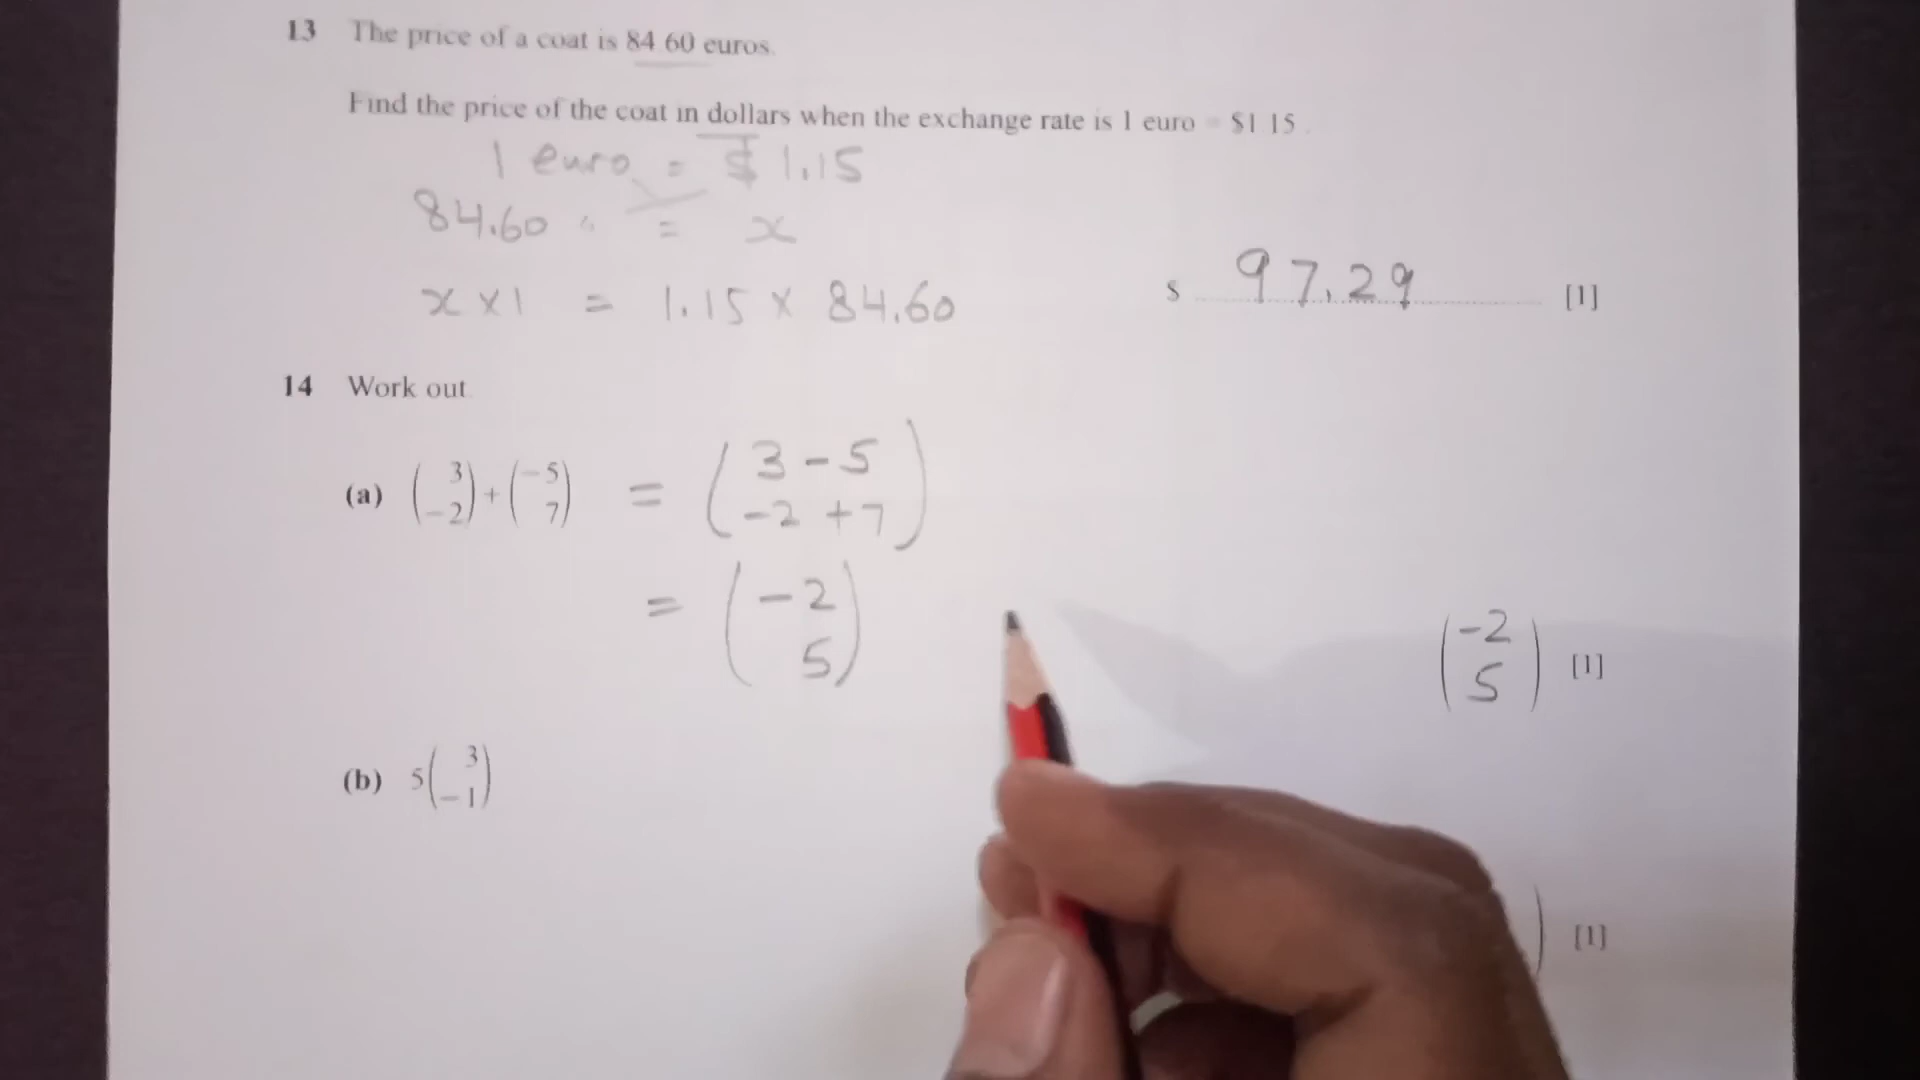 13 The price of a coat is 84.60 euros.
Find the price of the coat in dollars when the exchange rate is 1 euro = $1.15 .
1 euro = $ 1.15
84.60 " = x
x × 1 = 1.15 × 84.60
$ 97.29 [1]
14 Work out.
(a) ( 3 -2 ) + ( -5 7 ) = ( 3 - 5 -2 + 7 )
= ( -2 5 )
( -2 5 ) [1]
(b) 5 ( 3 -1 )
) [1]